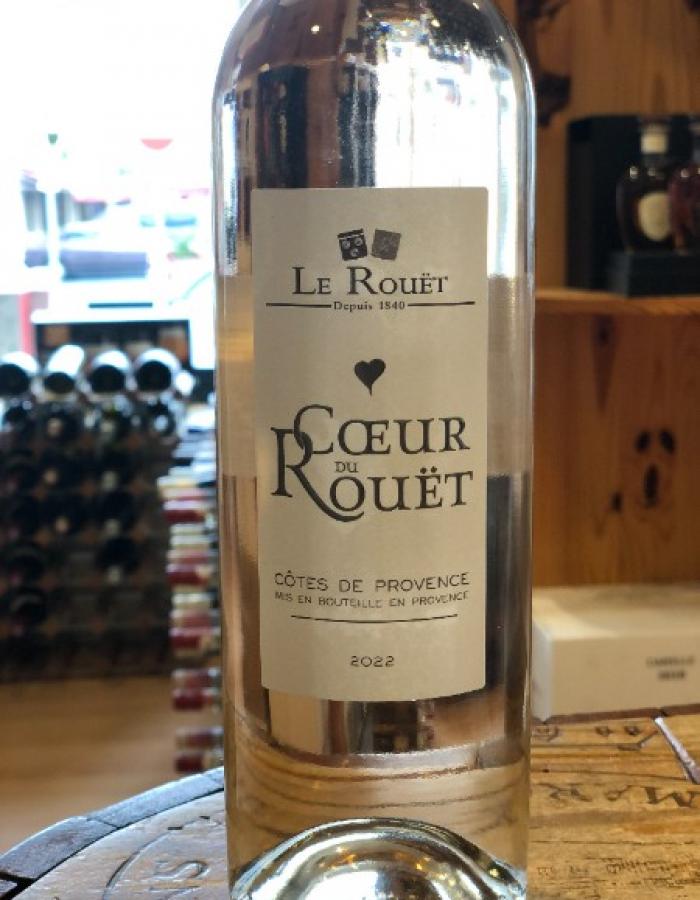 LE ROUËT
Depuis 1840
CŒUR
DU
ROUËT
CÔTES DE PROVENCE
MIS EN BOUTEILLE EN PROVENCE
2022